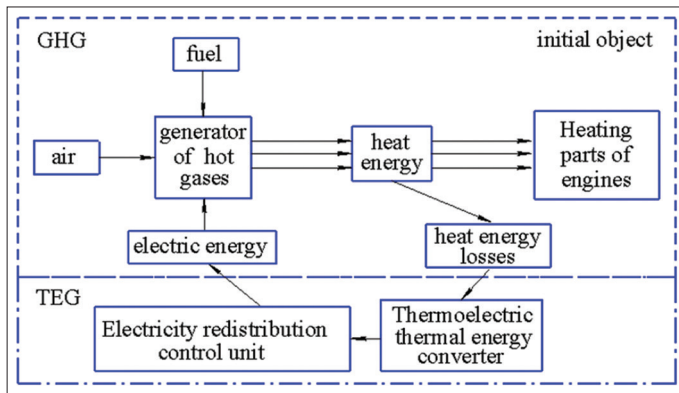 GHG
initial object
fuel
air
generator
of hot
gases
heat
energy
Heating
parts of
engines
electric energy
heat energy
losses
TEG
Electricity redistribution
control unit
Thermoelectric
thermal energy
converter